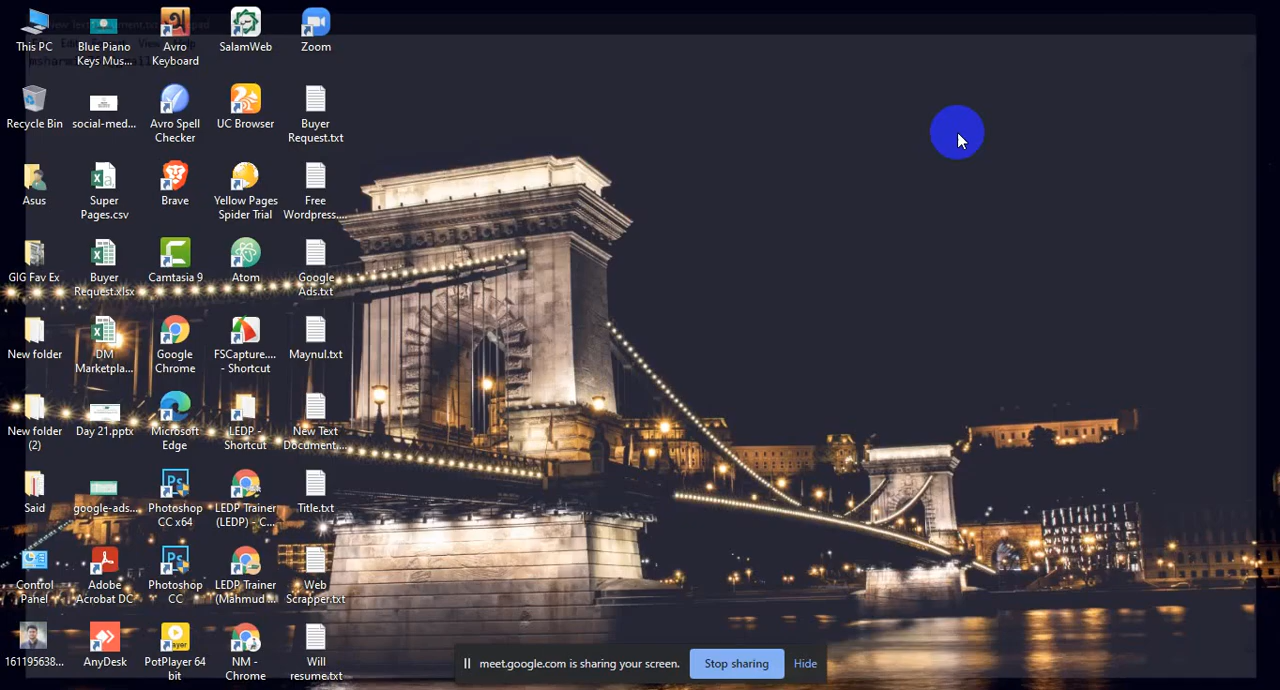 This PC
Blue Piano
Keys Mus...
Avro
Keyboard
SalamWeb
Zoom
Recycle Bin
social-med...
Avro Spell
Checker
UC Browser
Buyer
Request.txt
Asus
Super
Pages.csv
Brave
Yellow Pages
Spider Trial
Free
Wordpress....
GIG Fav Ex
Buyer
Request.xlsx
Camtasia 9
Atom
Google
Ads.txt
New folder
DM
Marketpla...
Google
Chrome
FSCapture....
- Shortcut
Maynul.txt
New folder
(2)
Day 21.pptx
Microsoft
Edge
LEDP -
Shortcut
New Text
Document....
Said
google-ads...
Photoshop
CC x64
LEDP Trainer
(LEDP) - C...
Title.txt
Control
Panel
Adobe
Acrobat DC
Photoshop
CC
LEDP Trainer
(Mahmud ...
Web
Scrapper.txt
161195638...
AnyDesk
PotPlayer 64
bit
NM -
Chrome
Will
resume.txt
meet.google.com is sharing your screen.
Stop sharing
Hide